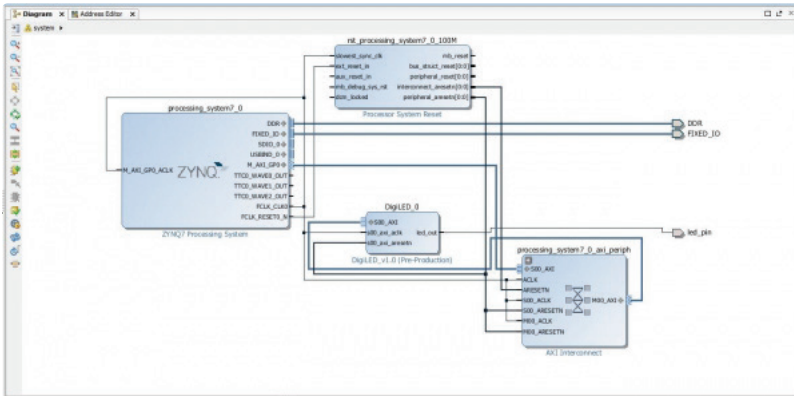 Diagram
Address Editor
system
rst_processing_system7_0_100M
slowest_sync_clk
ext_reset_in
aux_reset_in
mb_debug_sys_rst
dcm_locked
mb_reset
bus_struct_reset[0:0]
peripheral_reset[0:0]
interconnect_aresetn[0:0]
peripheral_aresetn[0:0]
Processor System Reset
processing_system7_0
M_AXI_GP0_ACLK
ZYNQ
DDR
FIXED_IO
SDIO_0
USBIND_0
M_AXI_GP0
TTC0_WAVE0_OUT
TTC0_WAVE1_OUT
TTC0_WAVE2_OUT
FCLK_CLK0
FCLK_RESET0_N
ZYNQ7 Processing System
DDR
FIXED_IO
DigiLED_0
S00_AXI
s00_axi_aclk
s00_axi_aresetn
led_out
DigiLED_v1.0 (Pre-Production)
led_pin
processing_system7_0_axi_periph
S00_AXI
ACLK
ARESETN
S00_ACLK
S00_ARESETN
M00_ACLK
M00_ARESETN
M00_AXI
AXI Interconnect